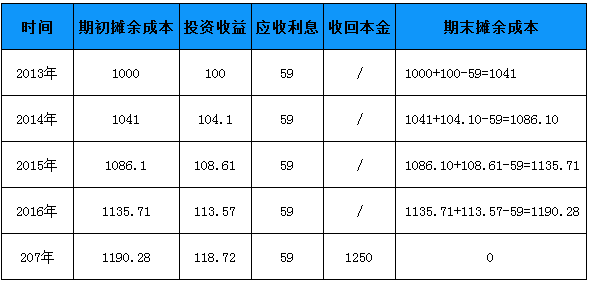 时间 期初摊余成本 投资收益 应收利息 收回本金 期末摊余成本
2013年 1000 100 59 / 1000+100-59=1041
2014年 1041 104.1 59 / 1041+104.10-59=1086.10
2015年 1086.1 108.61 59 / 1086.10+108.61-59=1135.71
2016年 1135.71 113.57 59 / 1135.71+113.57-59=1190.28
207年 1190.28 118.72 59 1250 0